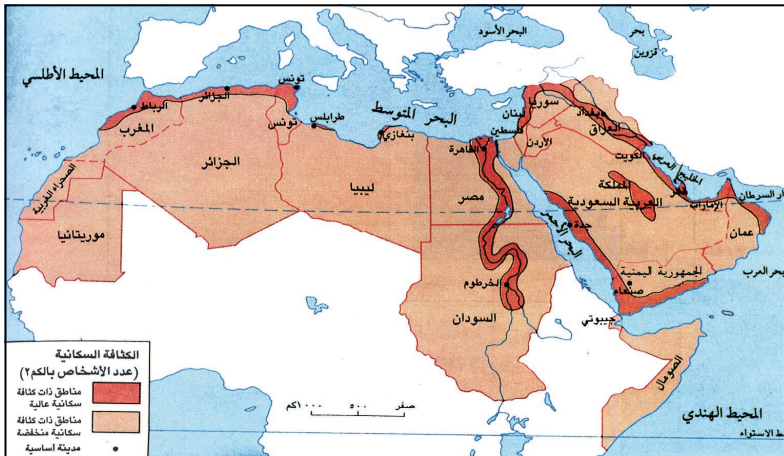 المحيط الأطلسي
البحر الأسود
بحر
قزوين
تونس
الجزائر
الرباط
المغرب
البحر المتوسط
طرابلس
بنغازي
تونس
لبنان
سوريا
فلسطين
بغداد
العراق
الأردن
القاهرة
الكويت
الخليج العربي
قطر
الصحراء الغربية
الجزائر
ليبيا
مصر
المملكة
العربية السعودية
الإمارات
السرطان
جدة
البحر الأحمر
عمان
موريتانيا
الجمهورية اليمنية
صنعاء
بحر العرب
الخرطوم
السودان
جيبوتي
الصومال
المحيط الهندي
الاستواء
صفر ٥٠٠ ١٠٠٠كم
الكثافة السكانية
(عدد الأشخاص بالكم٢)
مناطق ذات كثافة
سكانية عالية
مناطق ذات كثافة
سكانية منخفضة
مدينة أساسية